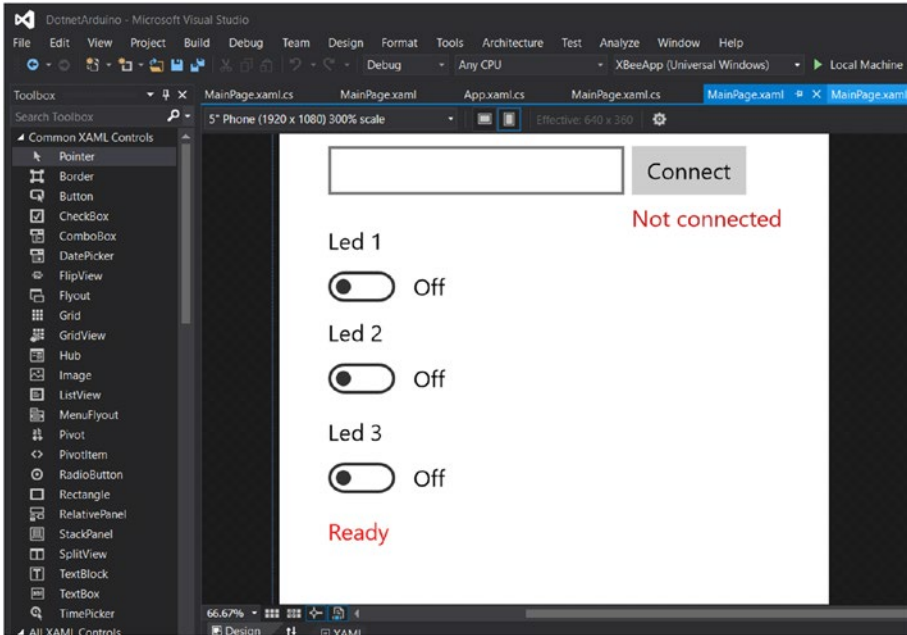 DotnetArduino - Microsoft Visual Studio
File Edit View Project Build Debug Team Design Format Tools Architecture Test Analyze Window Help
Debug Any CPU XBeeApp (Universal Windows) Local Machine
Toolbox
MainPage.xaml.cs MainPage.xaml App.xaml.cs MainPage.xaml.cs MainPage.xaml MainPage.xaml
Search Toolbox
5" Phone (1920 x 1080) 300% scale Effective: 640 x 360
Common XAML Controls
Pointer
Border
Button
CheckBox
ComboBox
DatePicker
FlipView
Flyout
Grid
GridView
Hub
Image
ListView
MenuFlyout
Pivot
PivotItem
RadioButton
Rectangle
RelativePanel
StackPanel
SplitView
TextBlock
TextBox
TimePicker
All XAML Controls
Connect
Not connected
Led 1
Off
Led 2
Off
Led 3
Off
Ready
66.67%
Design XAML